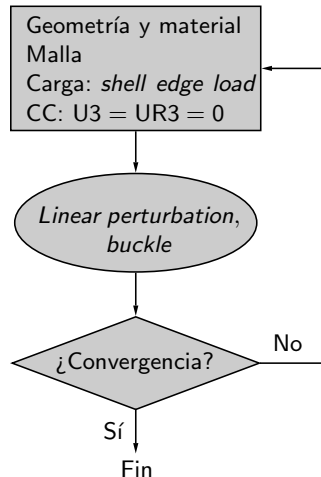 Geometría y material
Malla
Carga: shell edge load
CC: U3 = UR3 = 0
Linear perturbation,
buckle
¿Convergencia?
No
Sí
Fin